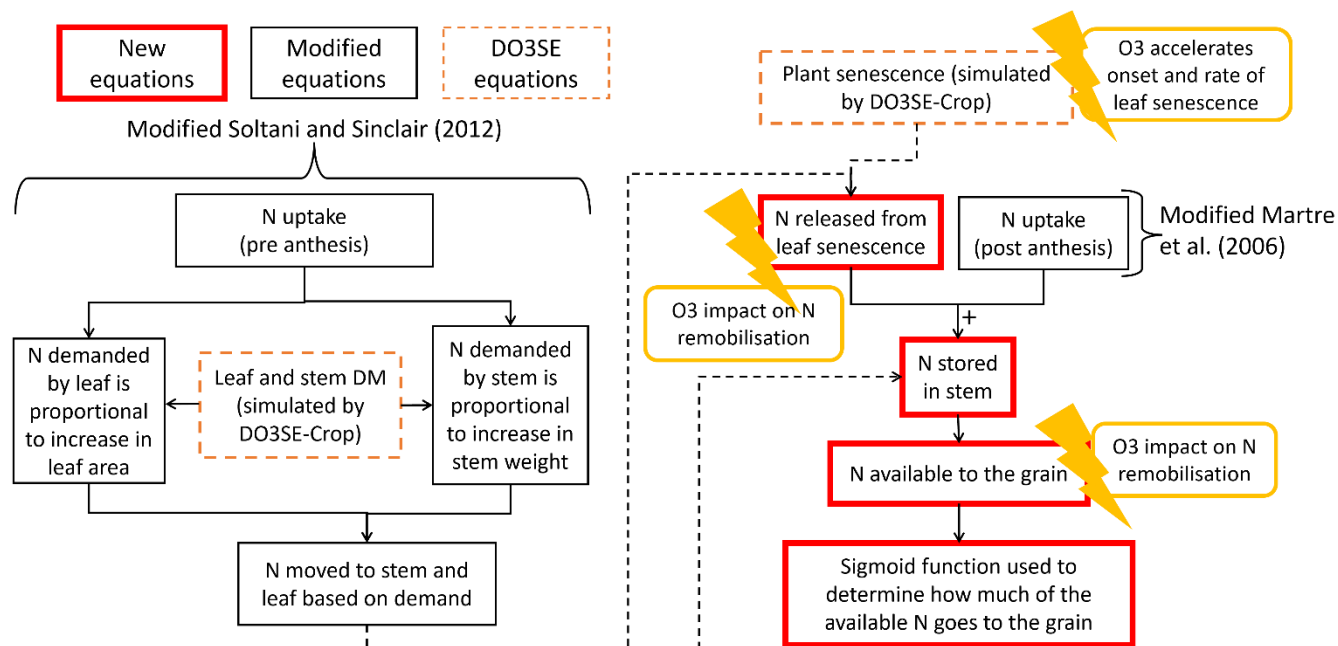 New
equations
Modified
equations
DO3SE
equations
Modified Soltani and Sinclair (2012)
N uptake
(pre anthesis)
N demanded
by leaf is
proportional
to increase in
leaf area
Leaf and stem DM
(simulated by
DO3SE-Crop)
N demanded
by stem is
proportional
to increase in
stem weight
N moved to stem and
leaf based on demand
Plant senescence (simulated
by DO3SE-Crop)
O3 accelerates
onset and rate of
leaf senescence
N released from
leaf senescence
N uptake
(post anthesis)
Modified Martre
et al. (2006)
O3 impact on N
remobilisation
+
N stored
in stem
N available to the grain
O3 impact on N
remobilisation
Sigmoid function used to
determine how much of the
available N goes to the grain